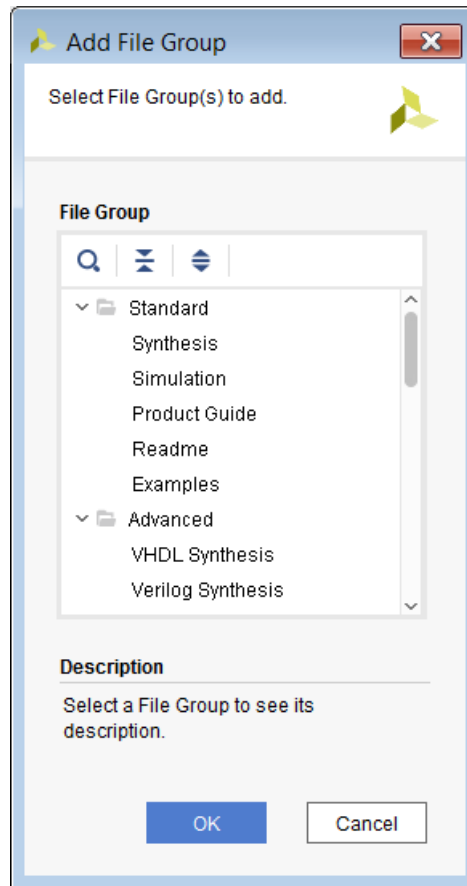 Add File Group
Select File Group(s) to add.
File Group
Standard
Synthesis
Simulation
Product Guide
Readme
Examples
Advanced
VHDL Synthesis
Verilog Synthesis
Description
Select a File Group to see its
description.
OK
Cancel